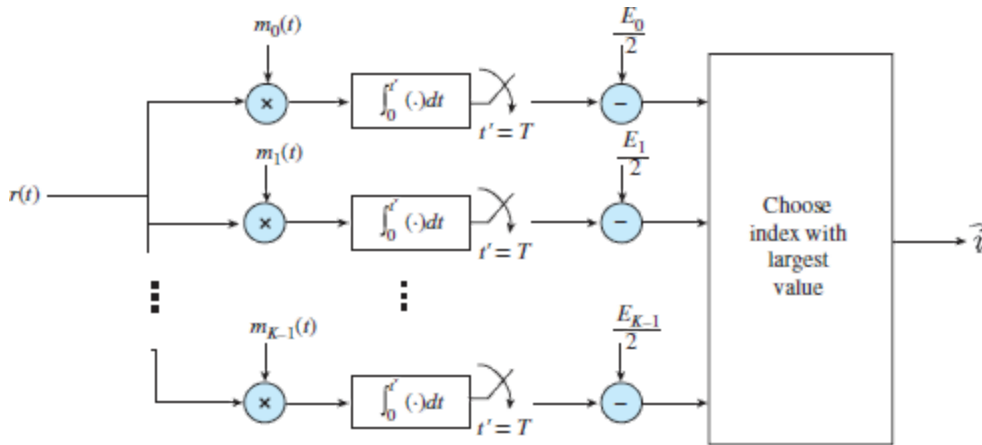 m₀(t)
E₀/2
× ∫₀^t′ (·)dt −
t′ = T
m₁(t)
E₁/2
r(t)
× ∫₀^t′ (·)dt −
t′ = T
Choose
index with
largest
value
î
m_{K−1}(t)
E_{K−1}/2
× ∫₀^t′ (·)dt −
t′ = T